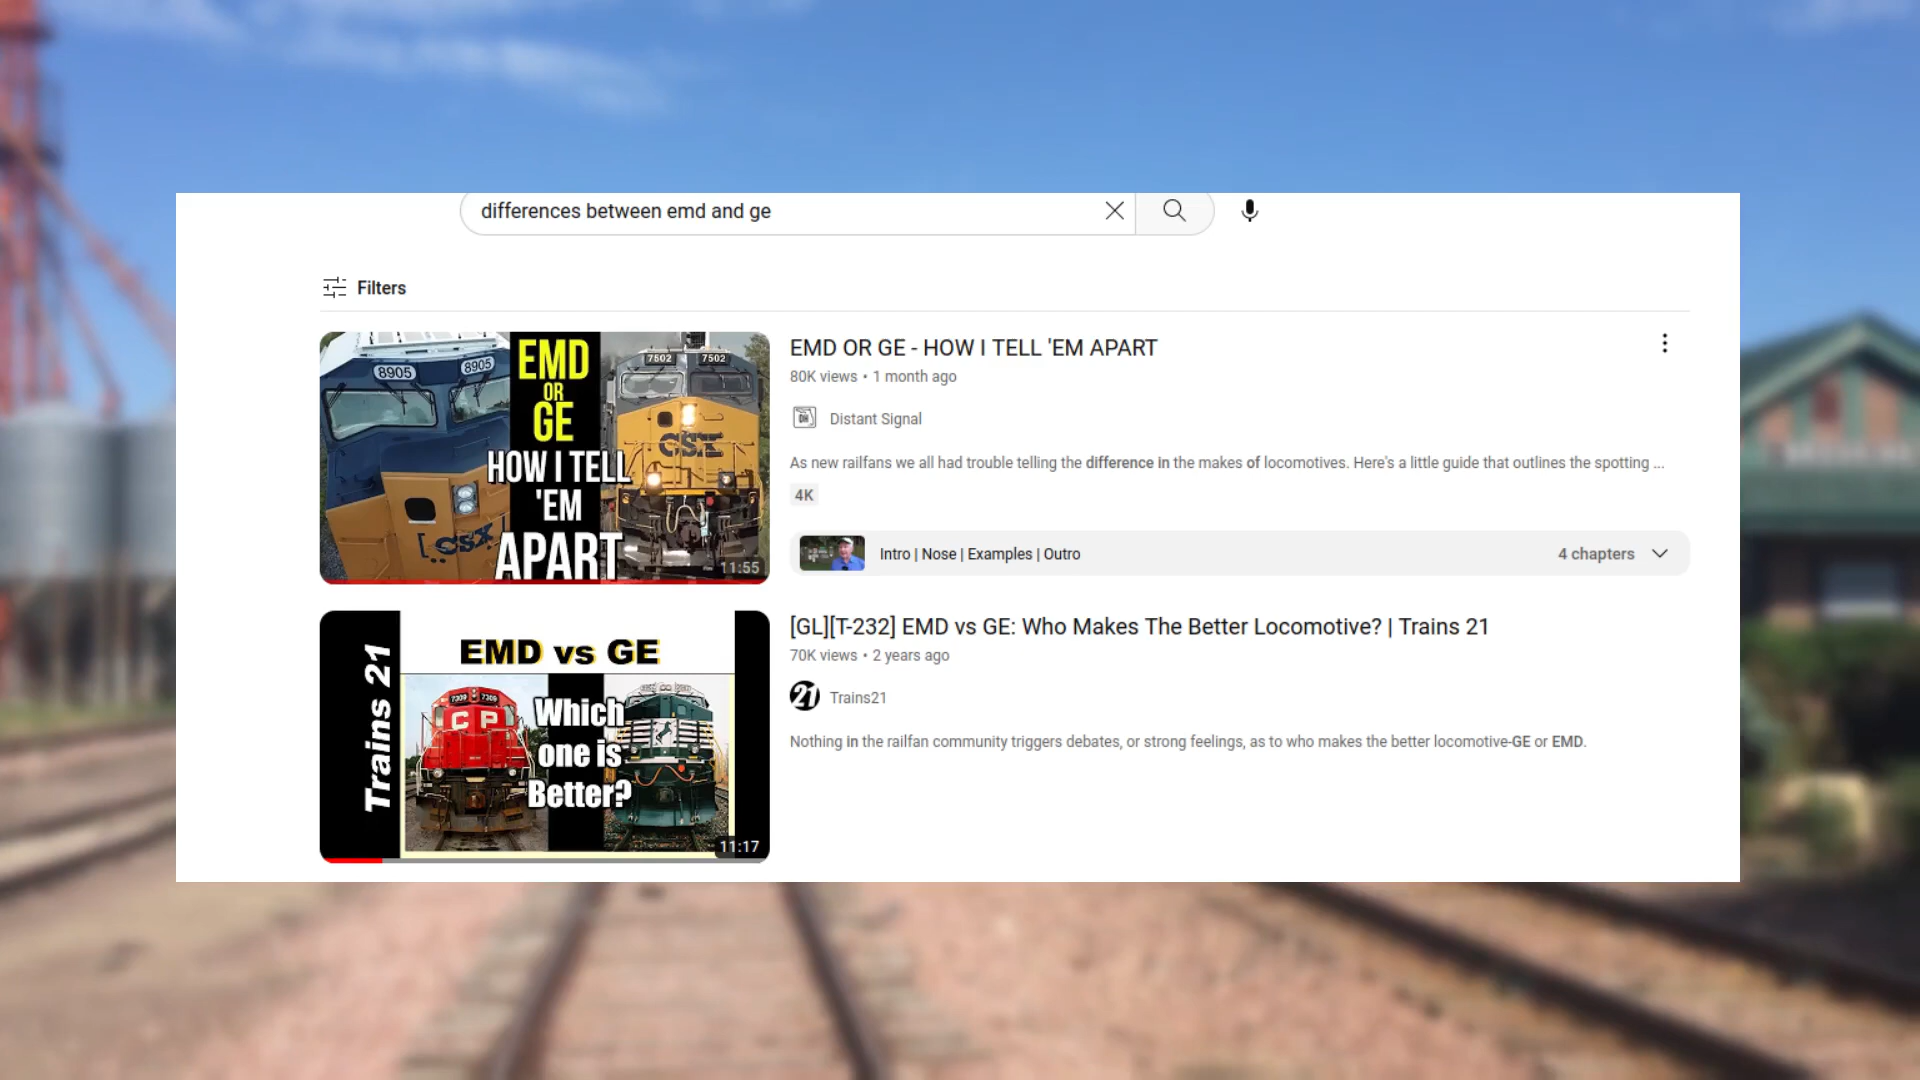 differences between emd and ge
Filters
8905
8905
EMD
OR
GE
HOW I TELL
'EM
APART
7502 7502
CSX
CSX
11:55
EMD OR GE - HOW I TELL 'EM APART
80K views • 1 month ago
Distant Signal
As new railfans we all had trouble telling the difference in the makes of locomotives. Here's a little guide that outlines the spotting ...
4K
Intro | Nose | Examples | Outro
4 chapters
Trains 21
EMD vs GE
7309 7309
C P
Which
one is
Better?
11:17
[GL][T-232] EMD vs GE: Who Makes The Better Locomotive? | Trains 21
70K views • 2 years ago
21
Trains21
Nothing in the railfan community triggers debates, or strong feelings, as to who makes the better locomotive-GE or EMD.